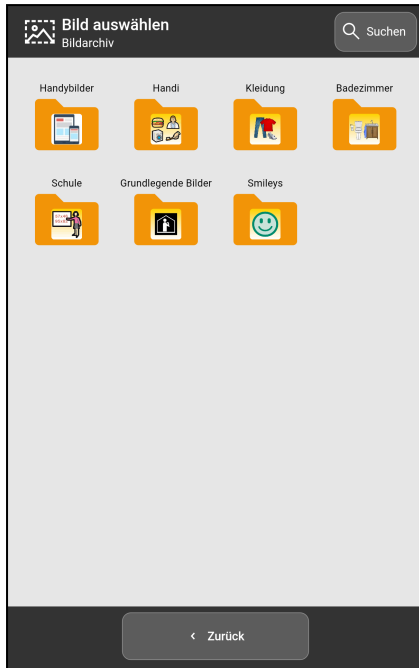 Bild auswählen
Bildarchiv
Suchen
Handybilder
Handi
Kleidung
Badezimmer
Schule
Grundlegende Bilder
Smileys
Zurück